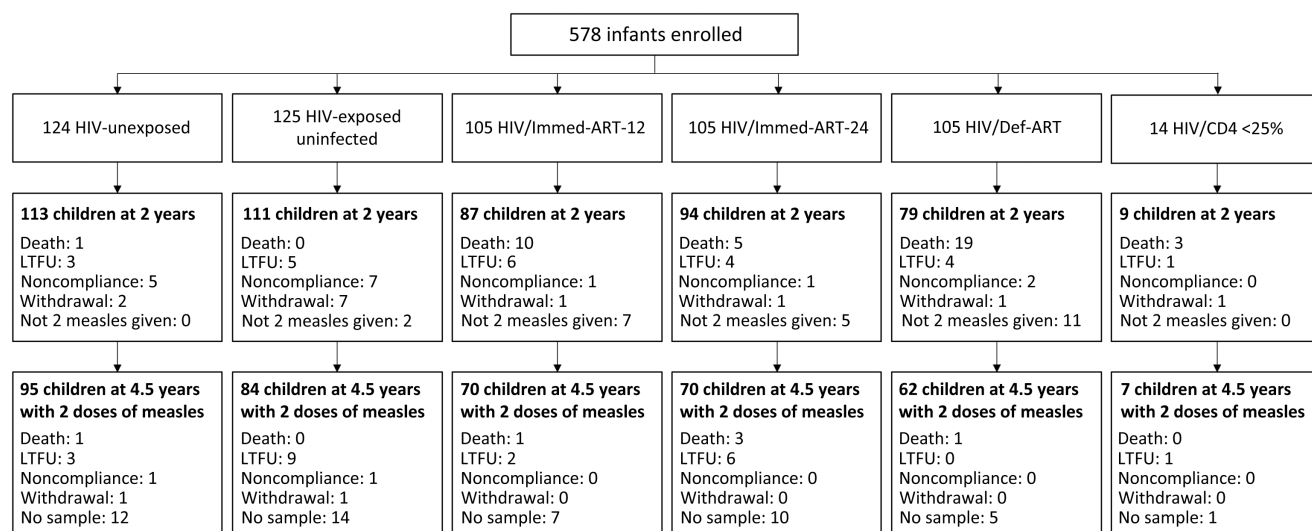 578 infants enrolled
124 HIV-unexposed
125 HIV-exposed
uninfected
105 HIV/Immed-ART-12
105 HIV/Immed-ART-24
105 HIV/Def-ART
14 HIV/CD4 <25%
113 children at 2 years
Death: 1
LTFU: 3
Noncompliance: 5
Withdrawal: 2
Not 2 measles given: 0
111 children at 2 years
Death: 0
LTFU: 5
Noncompliance: 7
Withdrawal: 7
Not 2 measles given: 2
87 children at 2 years
Death: 10
LTFU: 6
Noncompliance: 1
Withdrawal: 1
Not 2 measles given: 7
94 children at 2 years
Death: 5
LTFU: 4
Noncompliance: 1
Withdrawal: 1
Not 2 measles given: 5
79 children at 2 years
Death: 19
LTFU: 4
Noncompliance: 2
Withdrawal: 1
Not 2 measles given: 11
9 children at 2 years
Death: 3
LTFU: 1
Noncompliance: 0
Withdrawal: 1
Not 2 measles given: 0
95 children at 4.5 years
with 2 doses of measles
Death: 1
LTFU: 3
Noncompliance: 1
Withdrawal: 1
No sample: 12
84 children at 4.5 years
with 2 doses of measles
Death: 0
LTFU: 9
Noncompliance: 1
Withdrawal: 1
No sample: 14
70 children at 4.5 years
with 2 doses of measles
Death: 1
LTFU: 2
Noncompliance: 0
Withdrawal: 0
No sample: 7
70 children at 4.5 years
with 2 doses of measles
Death: 3
LTFU: 6
Noncompliance: 0
Withdrawal: 0
No sample: 10
62 children at 4.5 years
with 2 doses of measles
Death: 1
LTFU: 0
Noncompliance: 0
Withdrawal: 0
No sample: 5
7 children at 4.5 years
with 2 doses of measles
Death: 0
LTFU: 1
Noncompliance: 0
Withdrawal: 0
No sample: 1